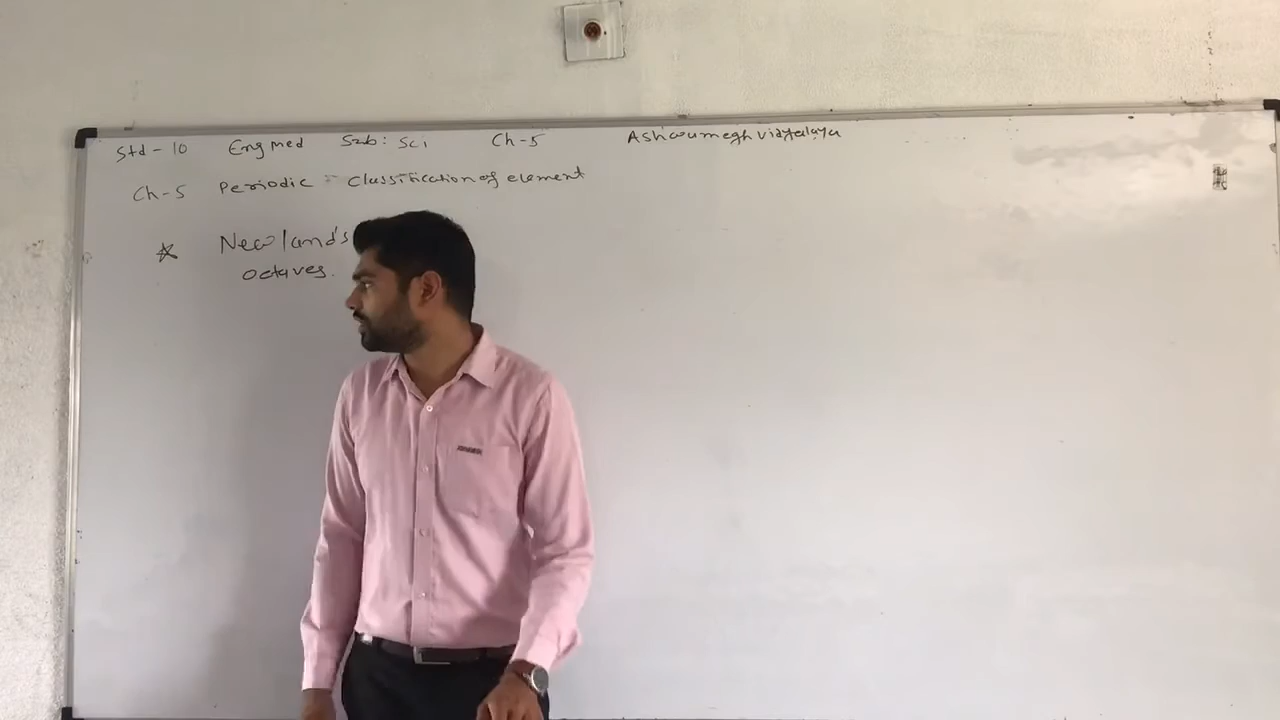 Std - 10 Eng med Sub: Sci Ch-5 Ashwamegh vidyalaya
Ch-5 Periodic Classification of element
☆ Newland's
octaves.